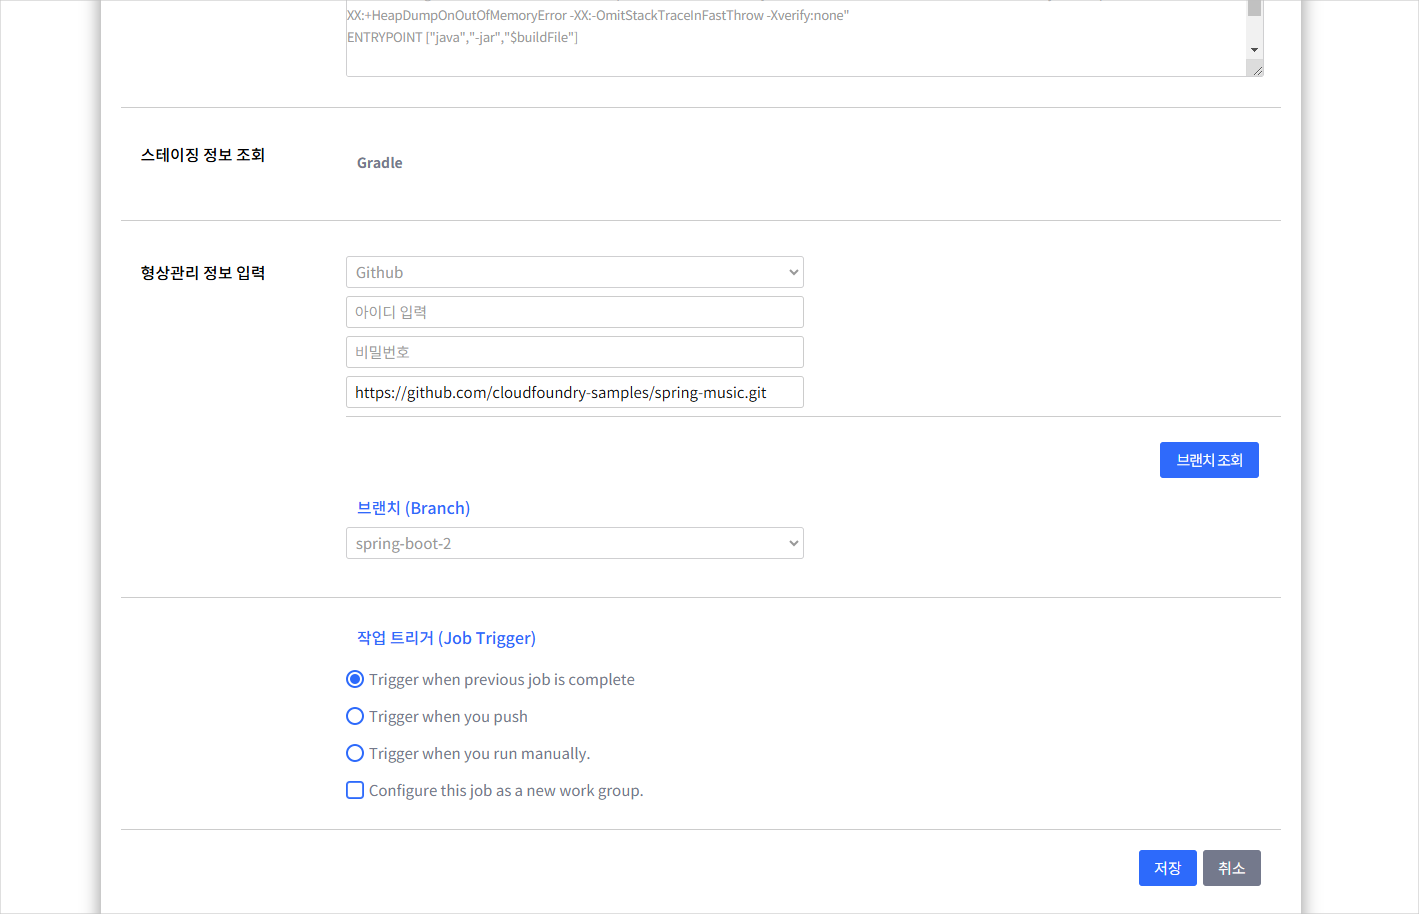 XX:+HeapDumpOnOutOfMemoryError -XX:-OmitStackTraceInFastThrow -Xverify:none"
ENTRYPOINT ["java","-jar","$buildFile"]
스테이징 정보 조회
Gradle
형상관리 정보 입력
Github
아이디 입력
비밀번호
https://github.com/cloudfoundry-samples/spring-music.git
브랜치 조회
브랜치 (Branch)
spring-boot-2
작업 트리거 (Job Trigger)
Trigger when previous job is complete
Trigger when you push
Trigger when you run manually.
Configure this job as a new work group.
저장 취소